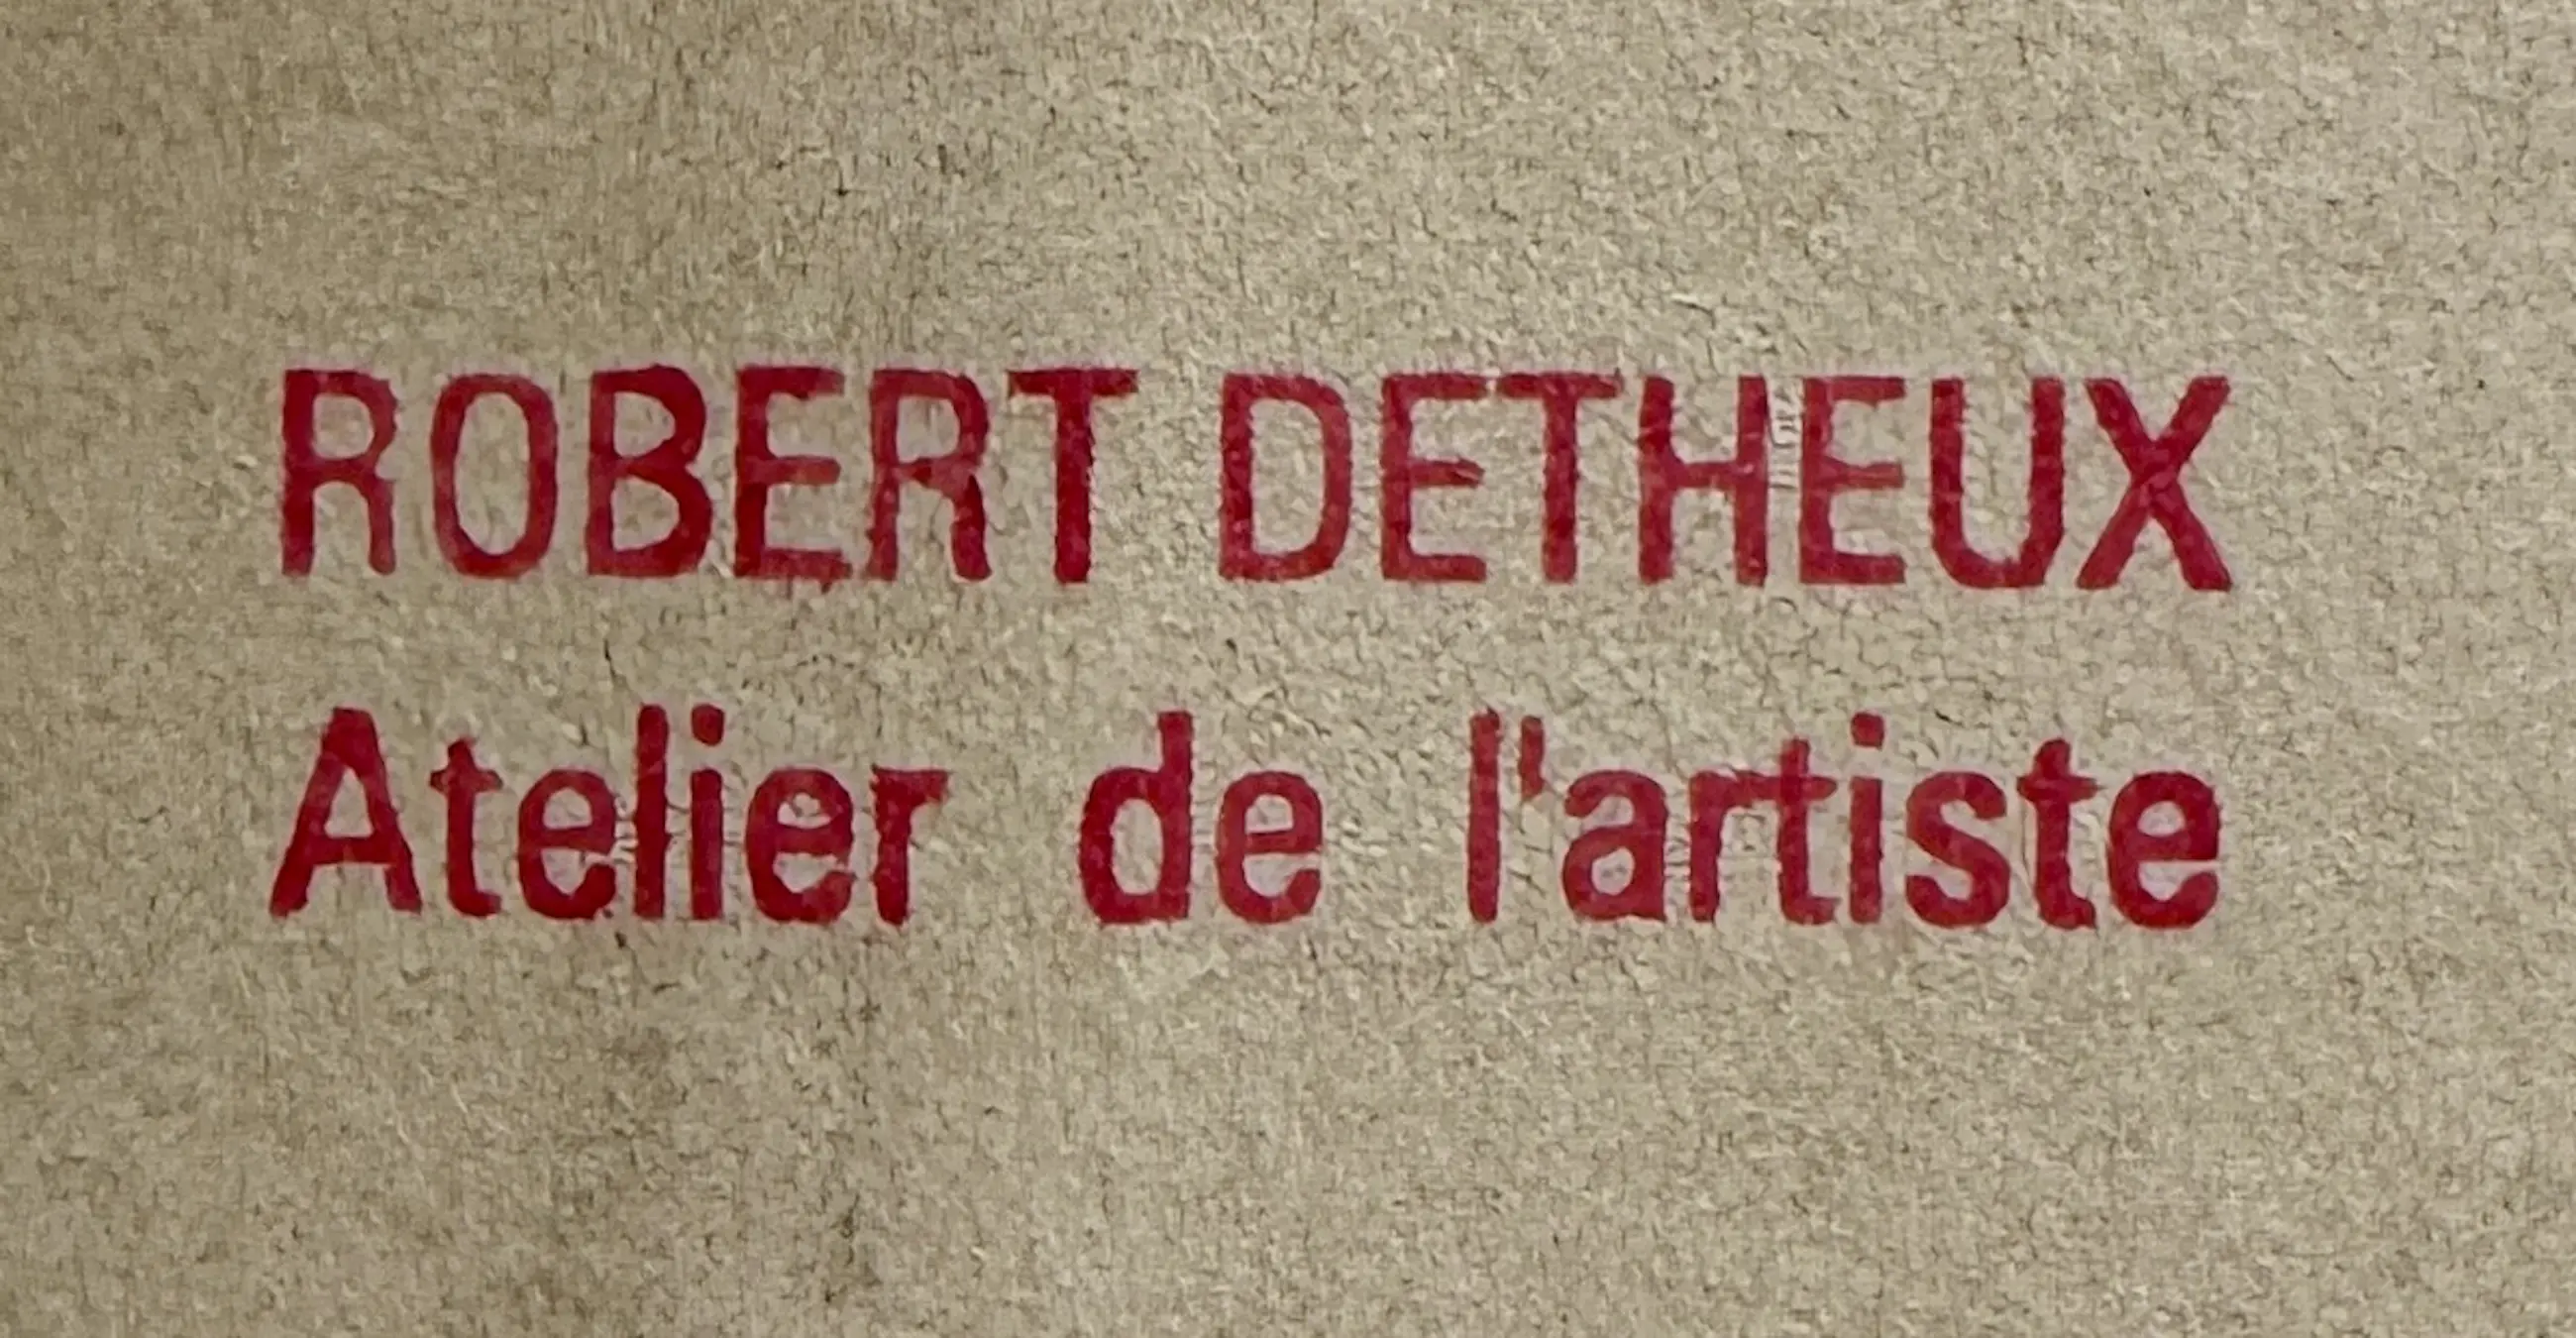 ROBERT DETHEUX
Atelier de l'artiste